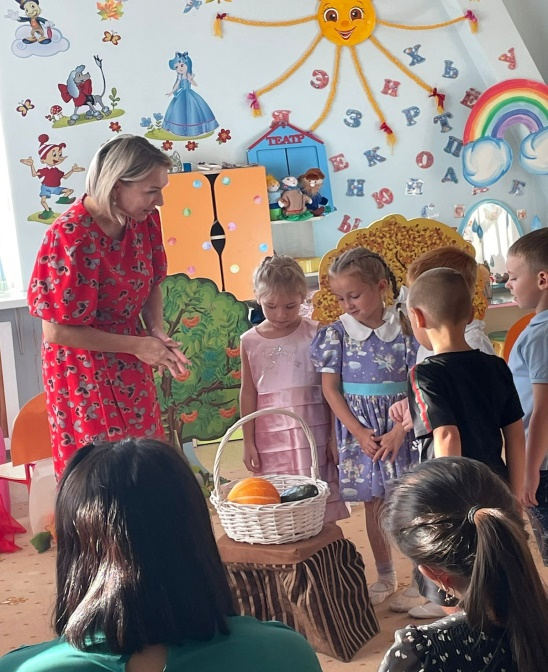 ТЕАТР
Э Х Ь У
Я З И Ж
Е К О Р Т П
Ю Й А Ф
Ы